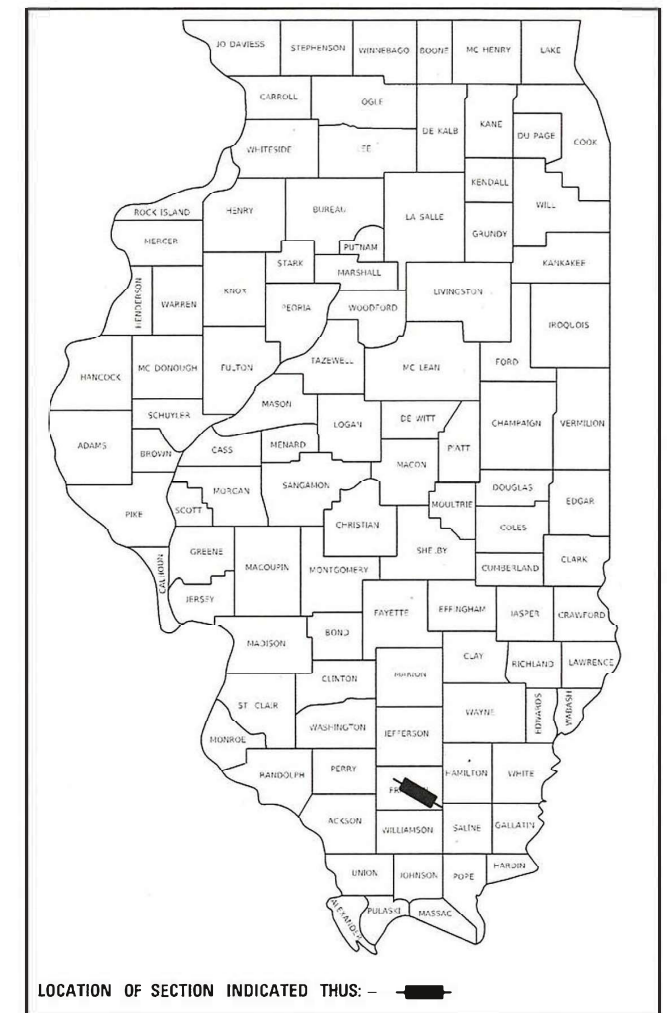 JO DAVIESS STEPHENSON WINNEBAGO BOONE MC HENRY LAKE
CARROLL OGLE DE KALB KANE DU PAGE COOK
WHITESIDE
KENDALL WILL
ROCK ISLAND HENRY BUREAU LA SALLE GRUNDY
MERCER PUTNAM
STARK MARSHALL KANKAKEE
HENDERSON WARREN KNOX PEORIA WOODFORD LIVINGSTON IROQUOIS
HANCOCK MC DONOUGH FULTON TAZEWELL MC LEAN FORD
SCHUYLER MASON LOGAN DE WITT CHAMPAIGN VERMILION
ADAMS BROWN CASS MENARD PIATT
MACON
PIKE SCOTT MORGAN SANGAMON MOULTRIE DOUGLAS EDGAR
CHRISTIAN COLES
CALHOUN GREENE MACOUPIN MONTGOMERY SHELBY CUMBERLAND CLARK
JERSEY FAYETTE EFFINGHAM JASPER CRAWFORD
MADISON BOND
CLAY RICHLAND LAWRENCE
CLINTON MARION
ST CLAIR WASHINGTON JEFFERSON WAYNE EDWARDS WABASH
MONROE
RANDOLPH PERRY HAMILTON WHITE
ACKSON WILLIAMSON SALINE GALLATIN
UNION JOHNSON POPE HARDIN
ALEXANDER PULASKI MASSAC
LOCATION OF SECTION INDICATED THUS: –